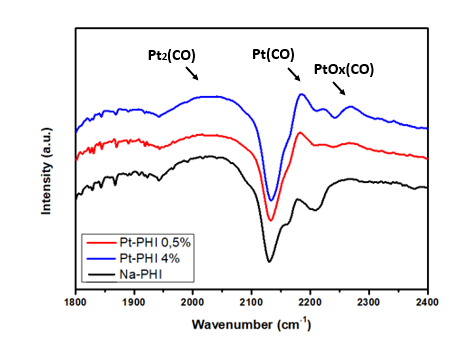 Pt2(CO)
Pt(CO)
PtOx(CO)
Intensity (a.u.)
Pt-PHI 0,5%
Pt-PHI 4%
Na-PHI
1800 1900 2000 2100 2200 2300 2400
Wavenumber (cm-1)